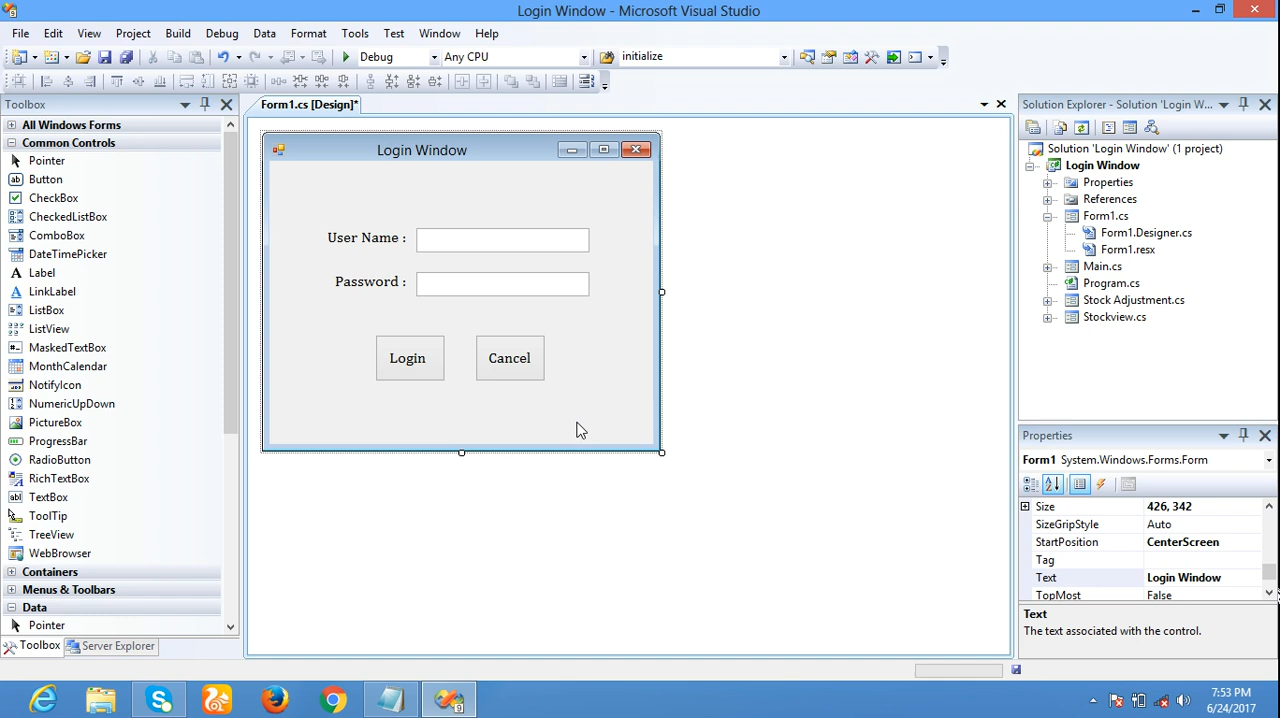 Login Window - Microsoft Visual Studio
File Edit View Project Build Debug Data Format Tools Test Window Help
Debug Any CPU initialize
Toolbox
All Windows Forms
Common Controls
Pointer
Button
CheckBox
CheckedListBox
ComboBox
DateTimePicker
Label
LinkLabel
ListBox
ListView
MaskedTextBox
MonthCalendar
NotifyIcon
NumericUpDown
PictureBox
ProgressBar
RadioButton
RichTextBox
TextBox
ToolTip
TreeView
WebBrowser
Containers
Menus & Toolbars
Data
Pointer
Toolbox Server Explorer
Form1.cs [Design]*
Login Window
User Name :
Password :
Login Cancel
Solution Explorer - Solution 'Login W...
Solution 'Login Window' (1 project)
Login Window
Properties
References
Form1.cs
Form1.Designer.cs
Form1.resx
Main.cs
Program.cs
Stock Adjustment.cs
Stockview.cs
Properties
Form1 System.Windows.Forms.Form
Size 426, 342
SizeGripStyle Auto
StartPosition CenterScreen
Tag
Text Login Window
TopMost False
Text
The text associated with the control.
7:53 PM
6/24/2017